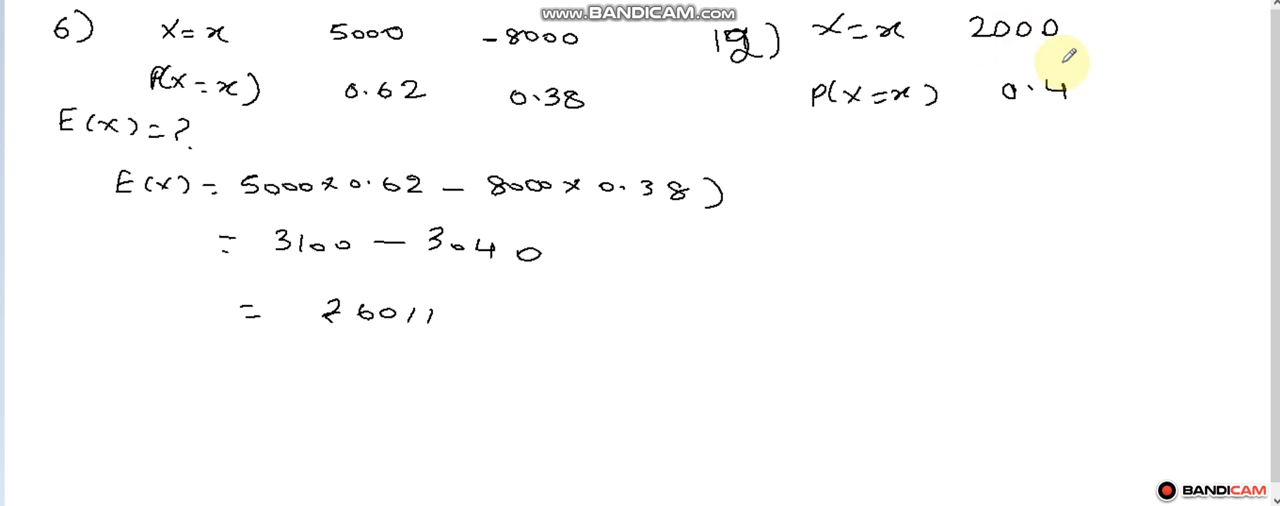 www.BANDICAM.com
6) X=x 5000 -8000
P(X=x) 0.62 0.38
E(X)=?
E(X)= 5000×0.62 - 8000×0.38)
= 3100 - 3040
= 260//
19) X=x 2000
P(X=x) 0.4
BANDICAM